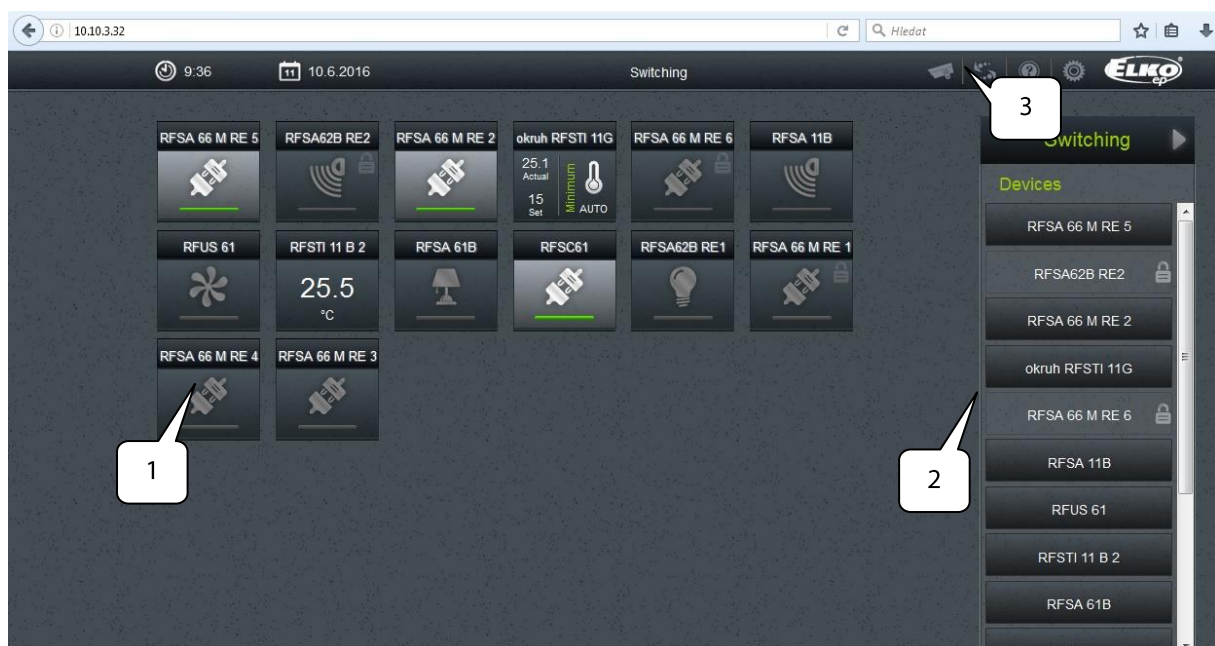 10.10.3.32
Hledat
9:36
11
10.6.2016
Switching
ELKO
ep
3
RFSA 66 M RE 5
RFSA62B RE2
RFSA 66 M RE 2
okruh RFSTI 11G
RFSA 66 M RE 6
RFSA 11B
25.1
Actual
15
Set
Minimum
AUTO
RFUS 61
RFSTI 11 B 2
RFSA 61B
RFSC61
RFSA62B RE1
RFSA 66 M RE 1
25.5
°C
RFSA 66 M RE 4
RFSA 66 M RE 3
1
2
Switching
Devices
RFSA 66 M RE 5
RFSA62B RE2
RFSA 66 M RE 2
okruh RFSTI 11G
RFSA 66 M RE 6
RFSA 11B
RFUS 61
RFSTI 11 B 2
RFSA 61B